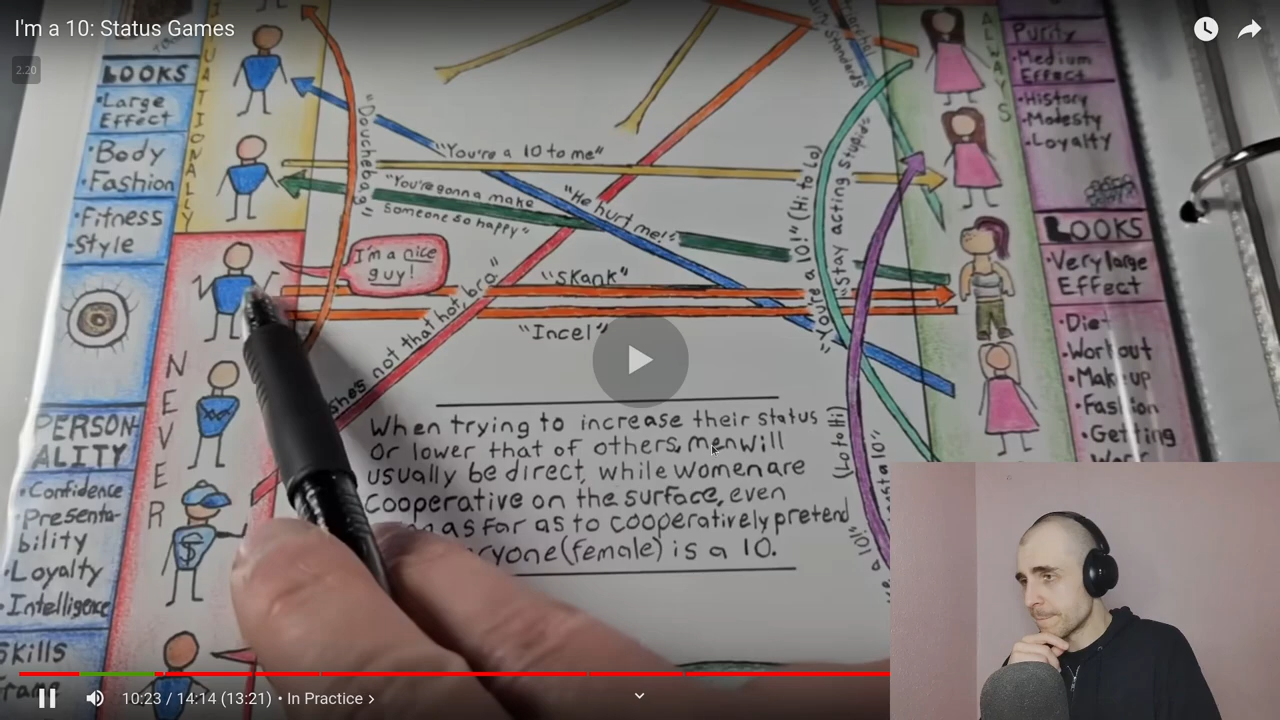 I'm a 10: Status Games
2.20
LOOKS
•Large
Effect
•Body
•Fashion
•Fitness
•Style
PERSON-
ALITY
•Confidence
•Presenta-
bility
•Loyalty
•Intelligence
Skills
UATIONALLY
NEVER
"Douchebag"
"You're a 10 to me"
"You're gonna make
someone so happy"
"He hurt me!"
I'm a nice
guy!
"Skank"
"Incel"
She's not that hot bro."
When trying to increase their status
or lower that of others, men will
usually be direct, while women are
cooperative on the surface, even
as far as to cooperatively pretend
(female) is a 10.
"You're a 10!" (Hi to Lo)
"Stay acting stupid"
Standards"
(Lo to Hi)
ALWAYS
Purity
•Medium
Effect
•History
•Modesty
•Loyalty
LOOKS
•Very large
Effect
•Diet
•Workout
•Makeup
•Fashion
•Getting
10:23 / 14:14 (13:21) • In Practice >